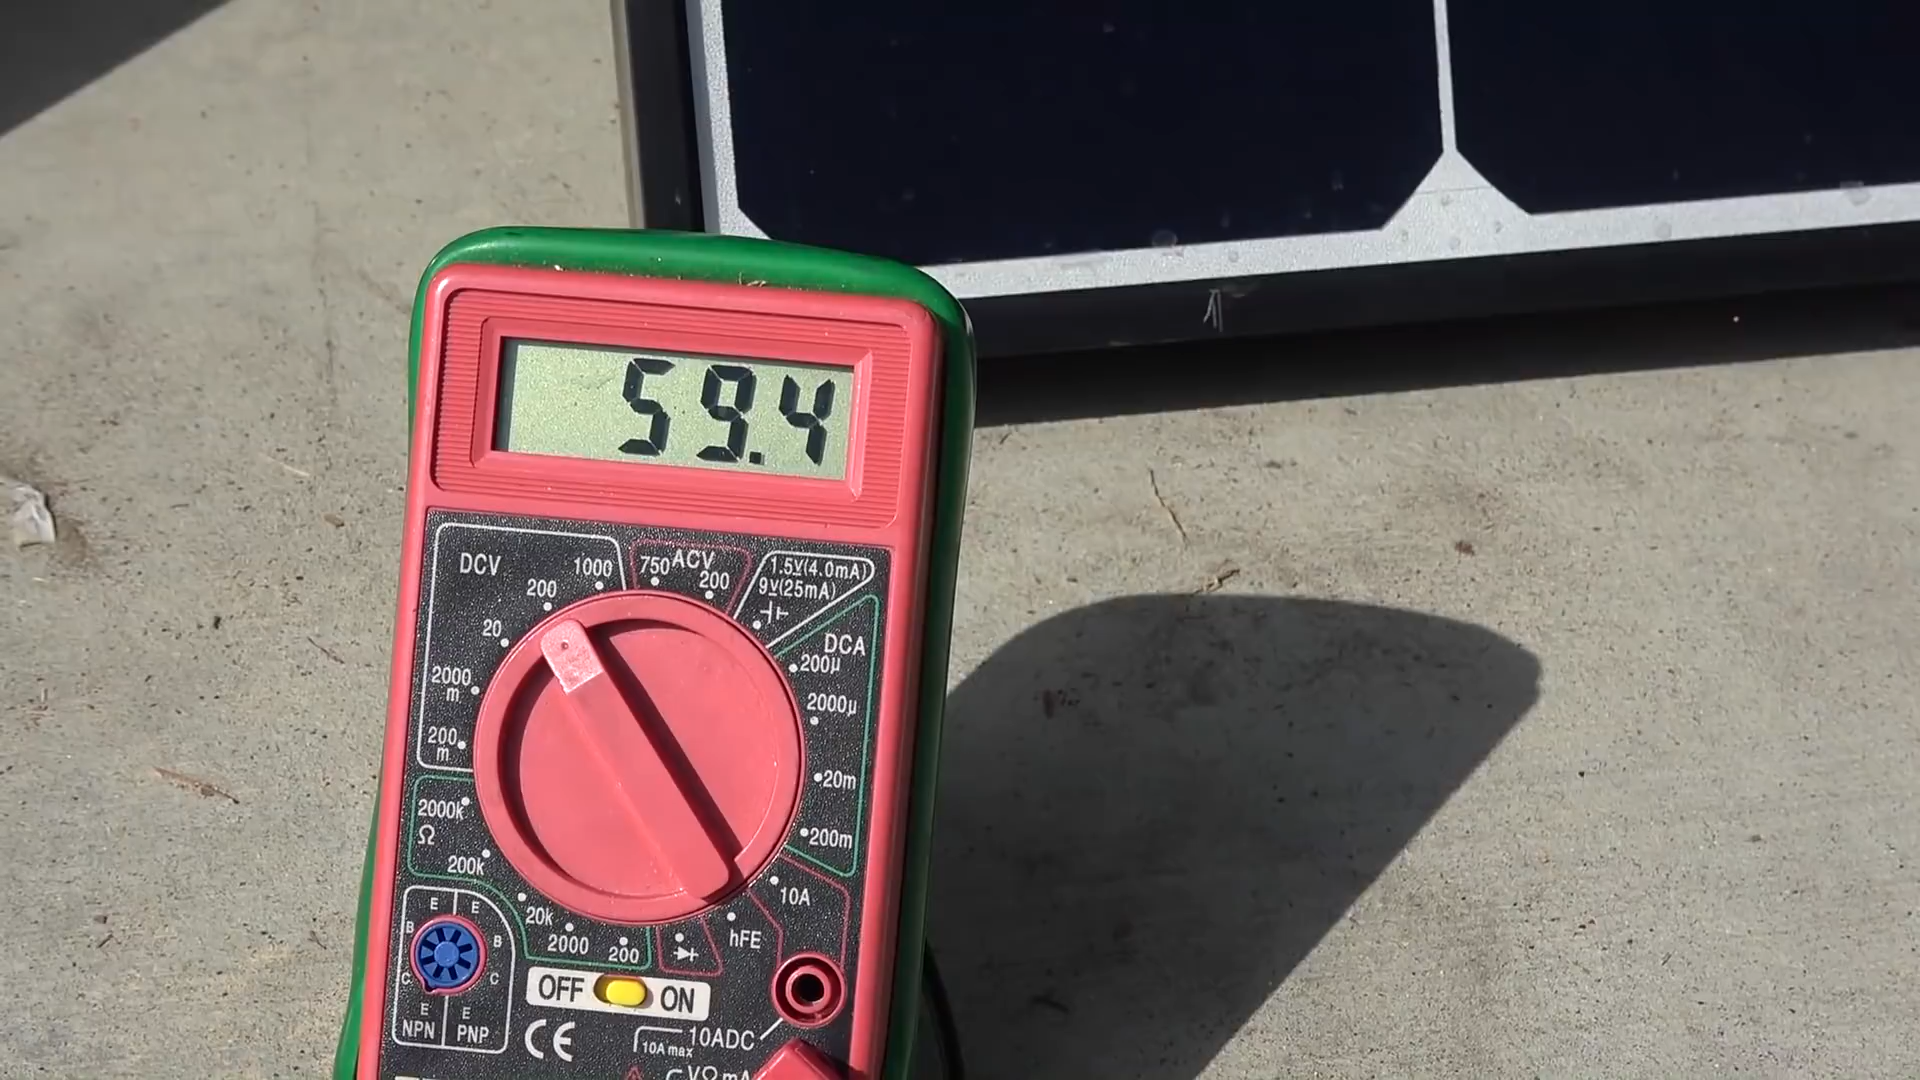 59.4
DCV
1000
750
ACV
200
1.5V(4.0mA)
9V(25mA)
200
20
2000
m
200
m
DCA
200µ
2000µ
20m
200m
10A
hFE
2000k
Ω
200k
20k
2000
200
E E
B B
C C
E E
NPN PNP
OFF ON
CE
10ADC
10A max
VΩmA